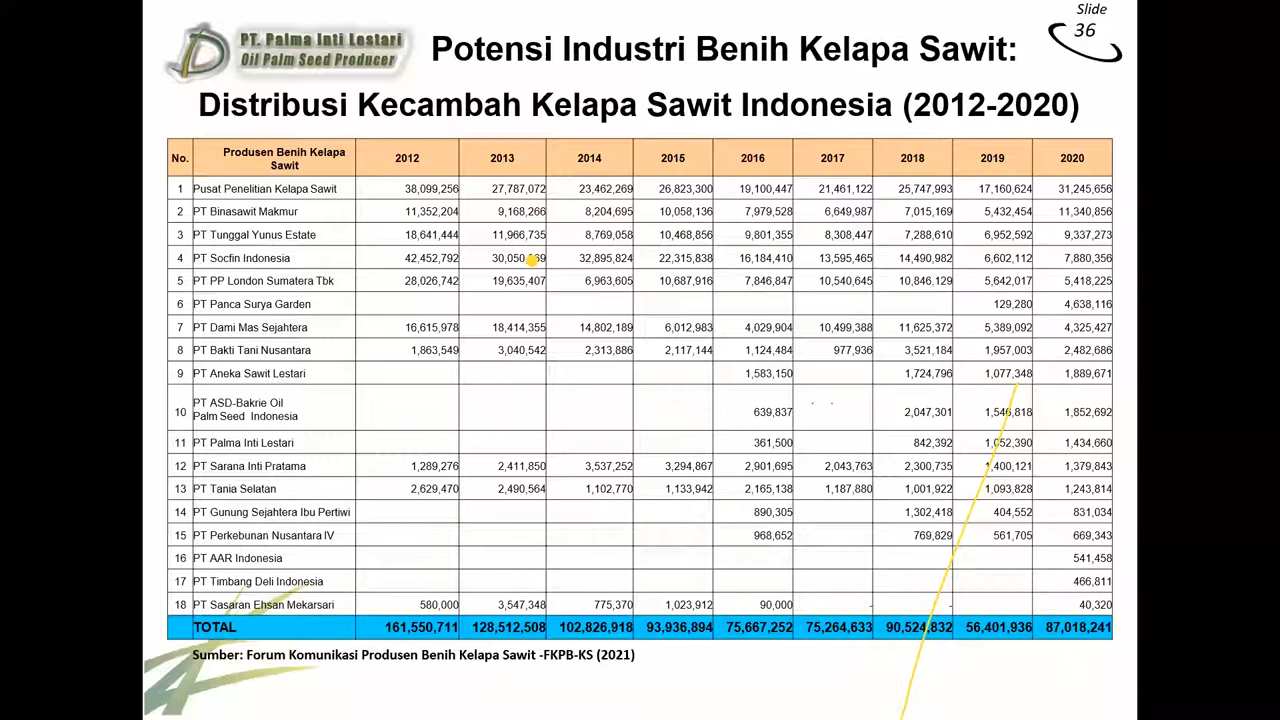 Slide
36
PT. Palma Inti Lestari
Oil Palm Seed Producer
Potensi Industri Benih Kelapa Sawit:
Distribusi Kecambah Kelapa Sawit Indonesia (2012-2020)
No. Produsen Benih Kelapa Sawit 2012 2013 2014 2015 2016 2017 2018 2019 2020
1 Pusat Penelitian Kelapa Sawit 38,099,256 27,787,072 23,462,269 26,823,300 19,100,447 21,461,122 25,747,993 17,160,624 31,245,656
2 PT Binasawit Makmur 11,352,204 9,168,266 8,204,695 10,058,136 7,979,528 6,649,987 7,015,169 5,432,454 11,340,856
3 PT Tunggal Yunus Estate 18,641,444 11,966,735 8,769,058 10,468,856 9,801,355 8,308,447 7,288,610 6,952,592 9,337,273
4 PT Socfin Indonesia 42,452,792 32,895,824 22,315,838 16,184,410 13,595,465 14,490,982 6,602,112 7,880,356
5 PT PP London Sumatera Tbk 28,026,742 19,635,407 6,963,605 10,687,916 7,846,847 10,540,645 10,846,129 5,642,017 5,418,225
6 PT Panca Surya Garden 129,280 4,638,116
7 PT Dami Mas Sejahtera 16,615,978 18,414,355 14,802,189 6,012,983 4,029,904 10,499,388 11,625,372 5,389,092 4,325,427
8 PT Bakti Tani Nusantara 1,863,549 3,040,542 2,313,886 2,117,144 1,124,484 977,936 3,521,184 1,957,003 2,482,686
9 PT Aneka Sawit Lestari 1,583,150 1,724,796 1,077,348 1,889,671
10 PT ASD-Bakrie Oil
Palm Seed Indonesia 639,837 2,047,301 1,546,818 1,852,692
11 PT Palma Inti Lestari 361,500 842,392 1,052,390 1,434,660
12 PT Sarana Inti Pratama 1,289,276 2,411,850 3,537,252 3,294,867 2,901,695 2,043,763 2,300,735 1,400,121 1,379,843
13 PT Tania Selatan 2,629,470 2,490,564 1,102,770 1,133,942 2,165,138 1,187,880 1,001,922 1,093,828 1,243,814
14 PT Gunung Sejahtera Ibu Pertiwi 890,305 1,302,418 404,552 831,034
15 PT Perkebunan Nusantara IV 968,652 769,829 561,705 669,343
16 PT AAR Indonesia 541,458
17 PT Timbang Deli Indonesia 466,811
18 PT Sasaran Ehsan Mekarsari 580,000 3,547,348 775,370 1,023,912 90,000 - - 40,320
TOTAL 161,550,711 128,512,508 102,826,918 93,936,894 75,667,252 75,264,633 90,524,832 56,401,936 87,018,241
Sumber: Forum Komunikasi Produsen Benih Kelapa Sawit -FKPB-KS (2021)